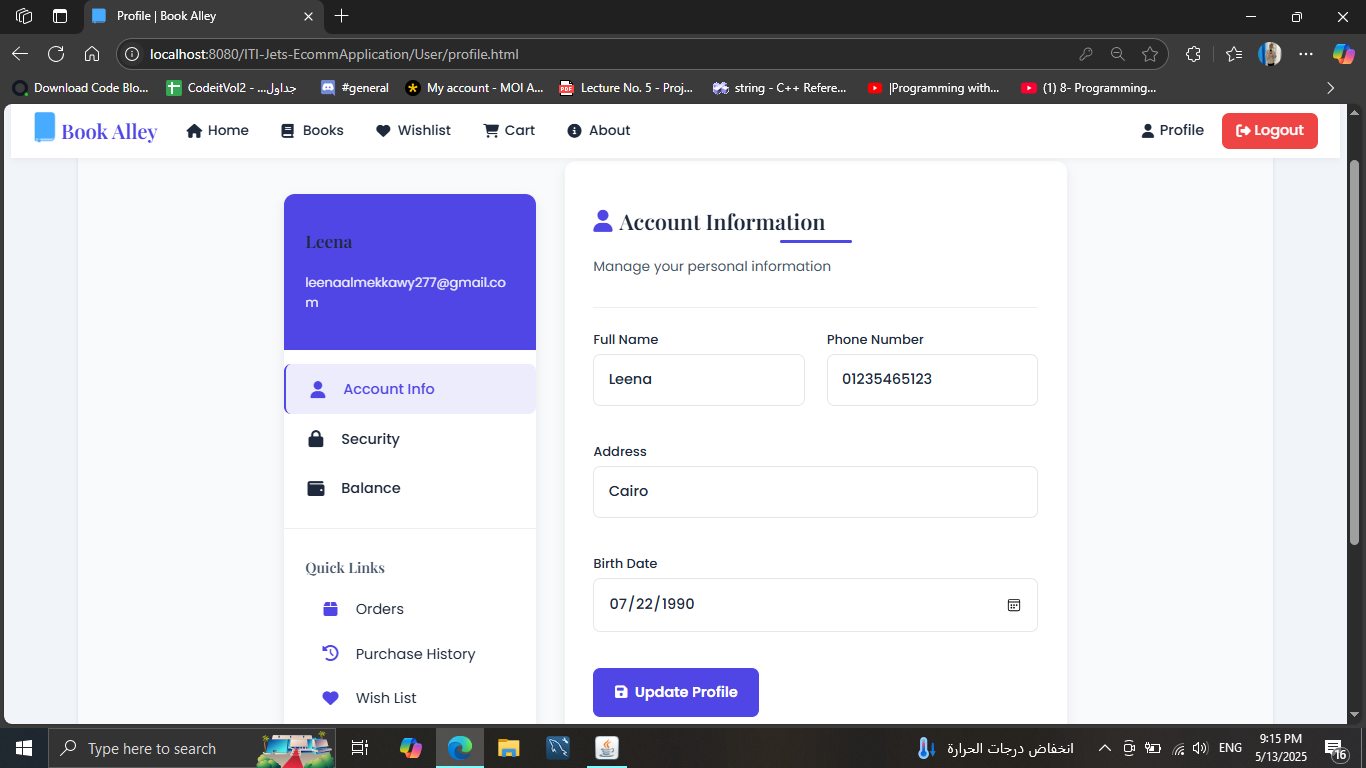 Profile | Book Alley
localhost:8080/ITI-Jets-EcommApplication/User/profile.html
Download Code Blo...
CodeitVol2 - ...جداول
#general
My account - MOI A...
PDF
Lecture No. 5 - Proj...
string - C++ Refere...
|Programming with...
(1) 8- Programming...
Book Alley
Home
Books
Wishlist
Cart
About
Profile
Logout
Leena
leenaalmekkawy277@gmail.co
m
Account Info
Security
Balance
Quick Links
Orders
Purchase History
Wish List
Account Information
Manage your personal information
Full Name
Phone Number
Leena
01235465123
Address
Cairo
Birth Date
07/22/1990
Update Profile
Type here to search
انخفاض درجات الحرارة
ENG
9:15 PM
5/13/2025
16